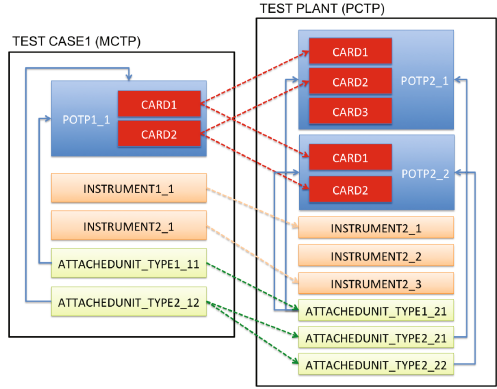 TEST CASE1 (MCTP)
POTP1_1
CARD1
CARD2
INSTRUMENT1_1
INSTRUMENT2_1
ATTACHEDUNIT_TYPE1_11
ATTACHEDUNIT_TYPE2_12
TEST PLANT (PCTP)
CARD1
CARD2
CARD3
POTP2_1
CARD1
CARD2
POTP2_2
INSTRUMENT2_1
INSTRUMENT2_2
INSTRUMENT2_3
ATTACHEDUNIT_TYPE1_21
ATTACHEDUNIT_TYPE2_21
ATTACHEDUNIT_TYPE2_22